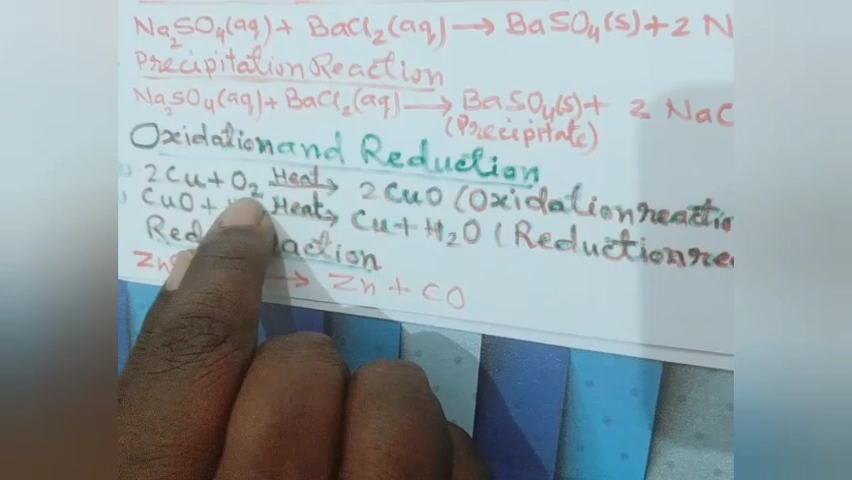 Na2SO4(aq) + BaCl2(aq) → BaSO4(s) + 2 N
Precipitation Reaction
Na2SO4(aq) + BaCl2(aq) → BaSO4(s) + 2 NaC
(Precipitate)
Oxidation and Reduction
2Cu + O2 Heat → 2CuO (Oxidation reactio
CuO + Heat → Cu + H2O (Reduction re
Red action
Zn → Zn + CO